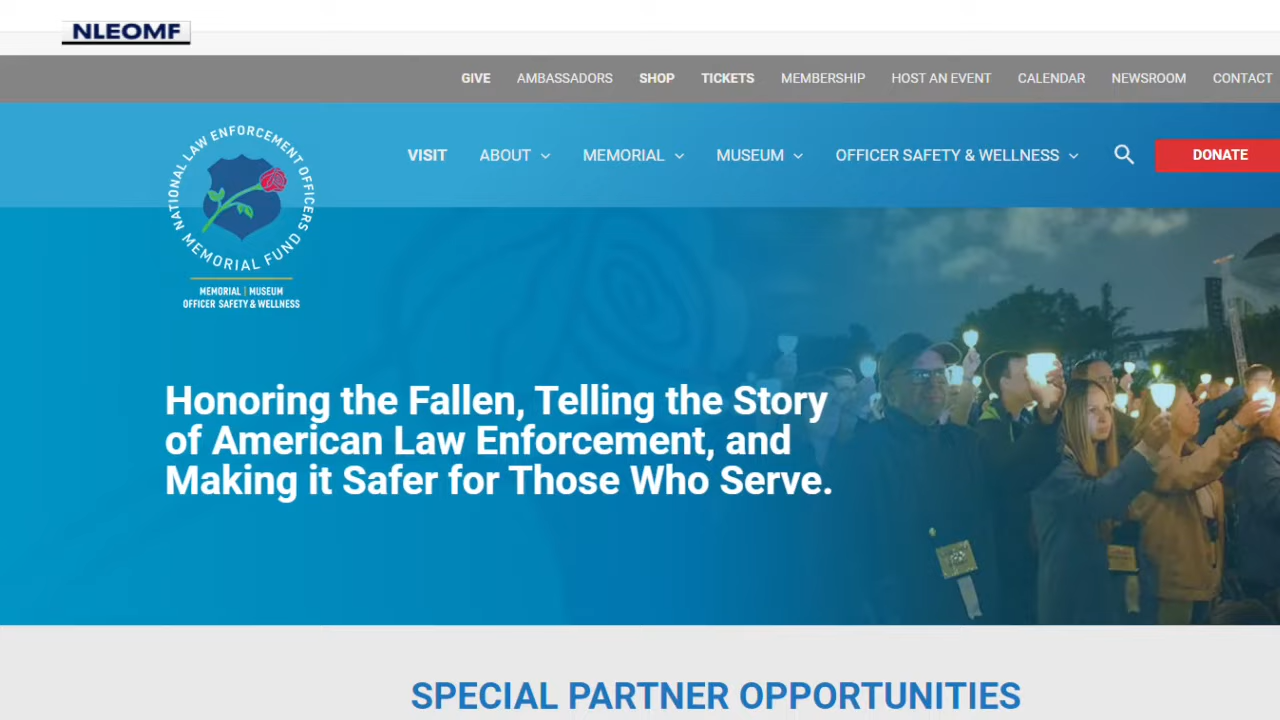 NLEOMF
GIVE AMBASSADORS SHOP TICKETS MEMBERSHIP HOST AN EVENT CALENDAR NEWSROOM CONTACT
NATIONAL LAW ENFORCEMENT OFFICERS MEMORIAL FUND
MEMORIAL | MUSEUM
OFFICER SAFETY & WELLNESS
VISIT ABOUT MEMORIAL MUSEUM OFFICER SAFETY & WELLNESS DONATE
Honoring the Fallen, Telling the Story
of American Law Enforcement, and
Making it Safer for Those Who Serve.
SPECIAL PARTNER OPPORTUNITIES